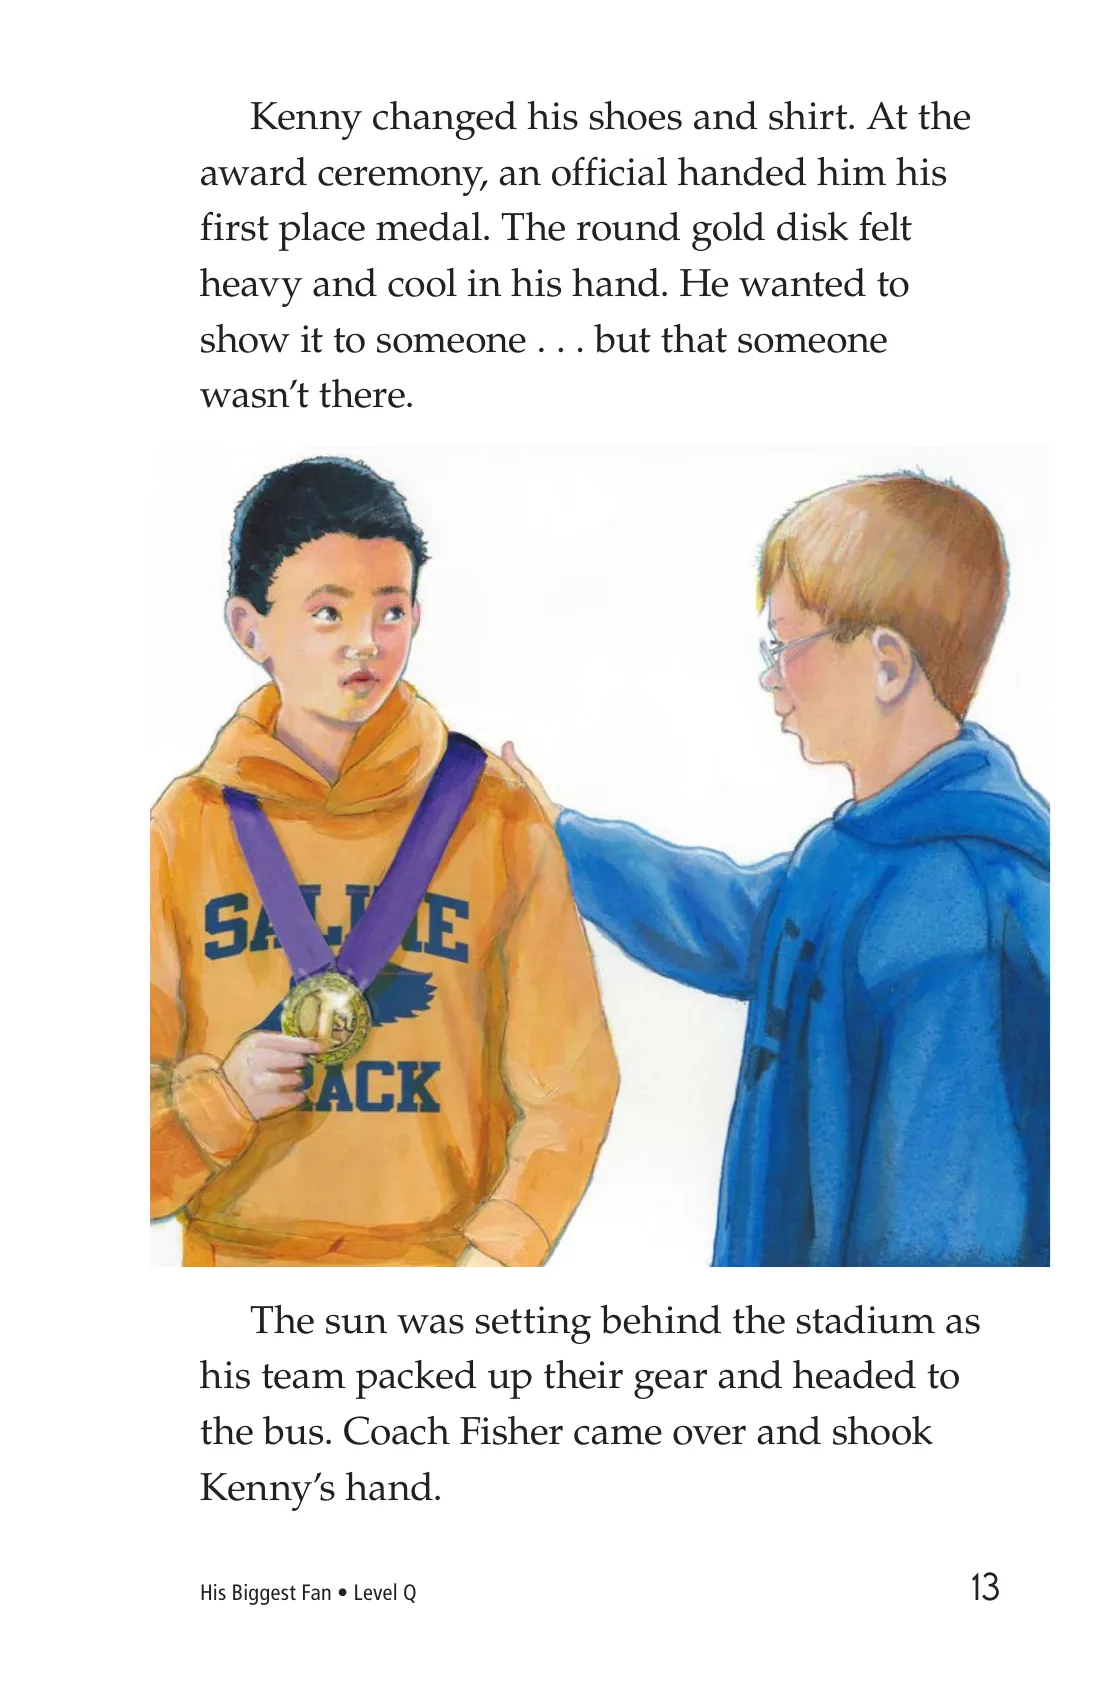 Kenny changed his shoes and shirt. At the
award ceremony, an official handed him his
first place medal. The round gold disk felt
heavy and cool in his hand. He wanted to
show it to someone . . . but that someone
wasn’t there.
SALINE
1st
RACK
The sun was setting behind the stadium as
his team packed up their gear and headed to
the bus. Coach Fisher came over and shook
Kenny’s hand.
His Biggest Fan • Level Q
13